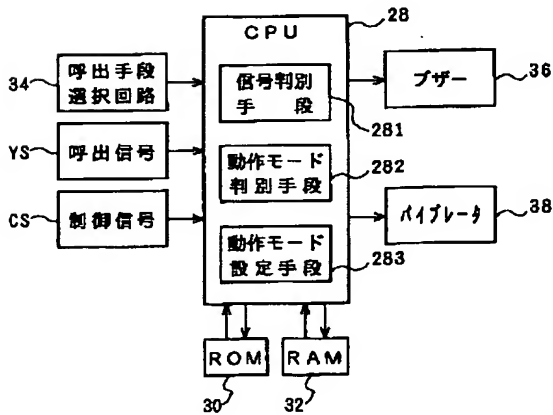 28
CPU
34
呼出手段
選択回路
信号判別
手段
281
ブザー
36
YS
呼出信号
動作モード
判別手段
282
CS
制御信号
バイブレータ
38
動作モード
設定手段
283
ROM
RAM
30
32